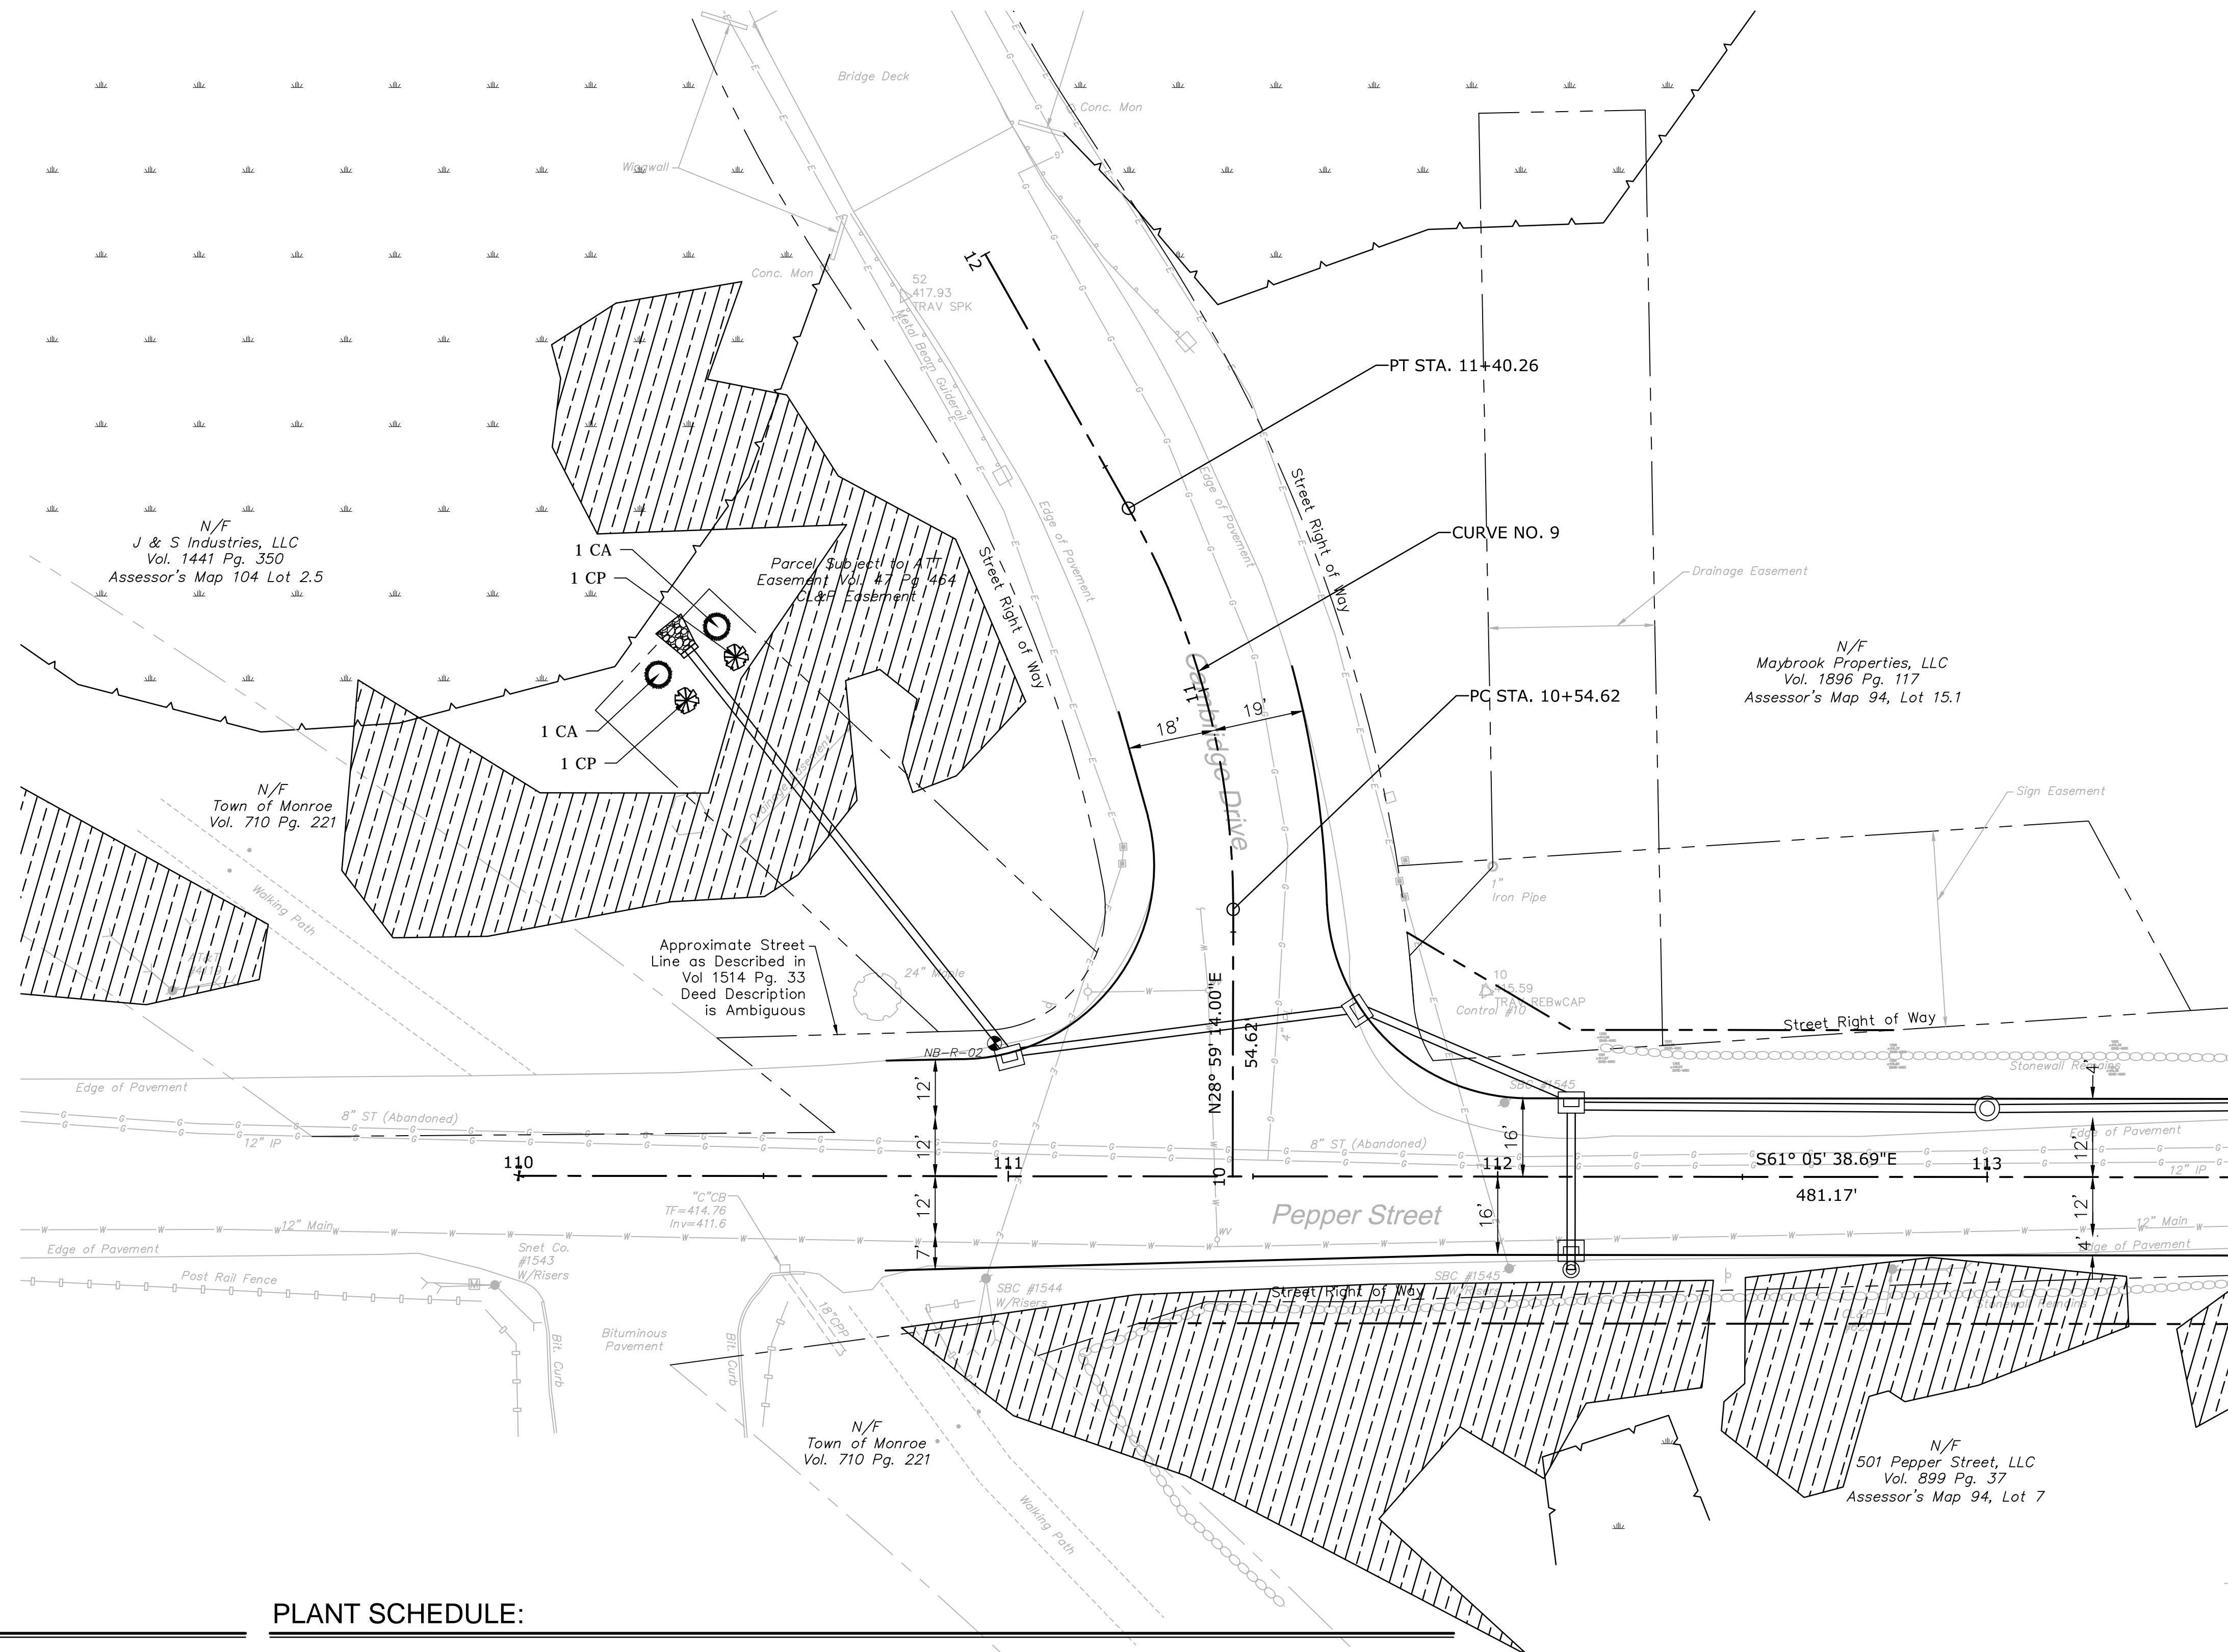 Bridge Deck
Conc. Mon
Wingwall
Conc. Mon
12
52
417.93
TRAV SPK
Metal Beam Guiderail
PT STA. 11+40.26
Edge of Pavement
Edge of Pavement
Street Right of Way
Street Right of Way
CURVE NO. 9
N/F
J & S Industries, LLC
Vol. 1441 Pg. 350
Assessor's Map 104 Lot 2.5
1 CA
1 CP
Parcel Subject to ATT
Easement Vol. 47 Pg 464
CL&P Easement
Drainage Easement
N/F
Maybrook Properties, LLC
Vol. 1896 Pg. 117
Assessor's Map 94, Lot 15.1
PC STA. 10+54.62
11
18'
19'
Cambridge Drive
1 CA
1 CP
Drainage Easement
N/F
Town of Monroe
Vol. 710 Pg. 221
Sign Easement
Walking Path
1"
Iron Pipe
Approximate Street
Line as Described in
Vol 1514 Pg. 33
Deed Description
is Ambiguous
24" Maple
10
415.59
TRAV REBwCAP
Control #10
N28° 59' 14.00"E
54.62'
Street Right of Way
NB-R-02
Stonewall Remains
Edge of Pavement
SBC #1545
8" ST (Abandoned)
12" IP
12'
12'
8" ST (Abandoned)
16'
4'
12'
Edge of Pavement
12" IP
110
111
10
112
S61° 05' 38.69"E
113
481.17'
Pepper Street
12'
7'
16'
12'
4'
"C"CB
TF=414.76
Inv=411.6
12" Main
WV
12" Main
Edge of Pavement
Edge of Pavement
Snet Co.
#1543
W/Risers
Post Rail Fence
M
SBC #1544
W/Risers
SBC #1545
W/Risers
Street Right of Way
Stonewall Remains
18"CPP
Bit. Curb
Bituminous
Pavement
Bit. Curb
N/F
Town of Monroe
Vol. 710 Pg. 221
Walking Path
N/F
501 Pepper Street, LLC
Vol. 899 Pg. 37
Assessor's Map 94, Lot 7
PLANT SCHEDULE: